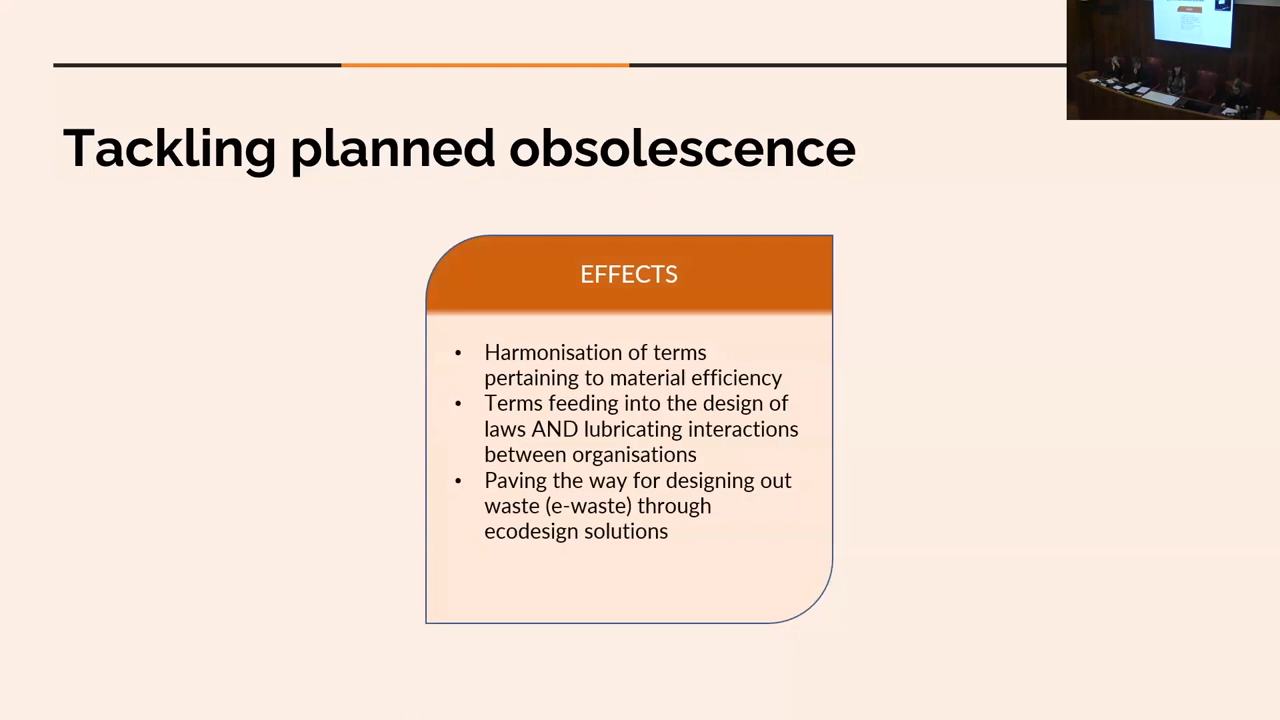 Tackling planned obsolescence
EFFECTS
• Harmonisation of terms
pertaining to material efficiency
• Terms feeding into the design of
laws AND lubricating interactions
between organisations
• Paving the way for designing out
waste (e-waste) through
ecodesign solutions